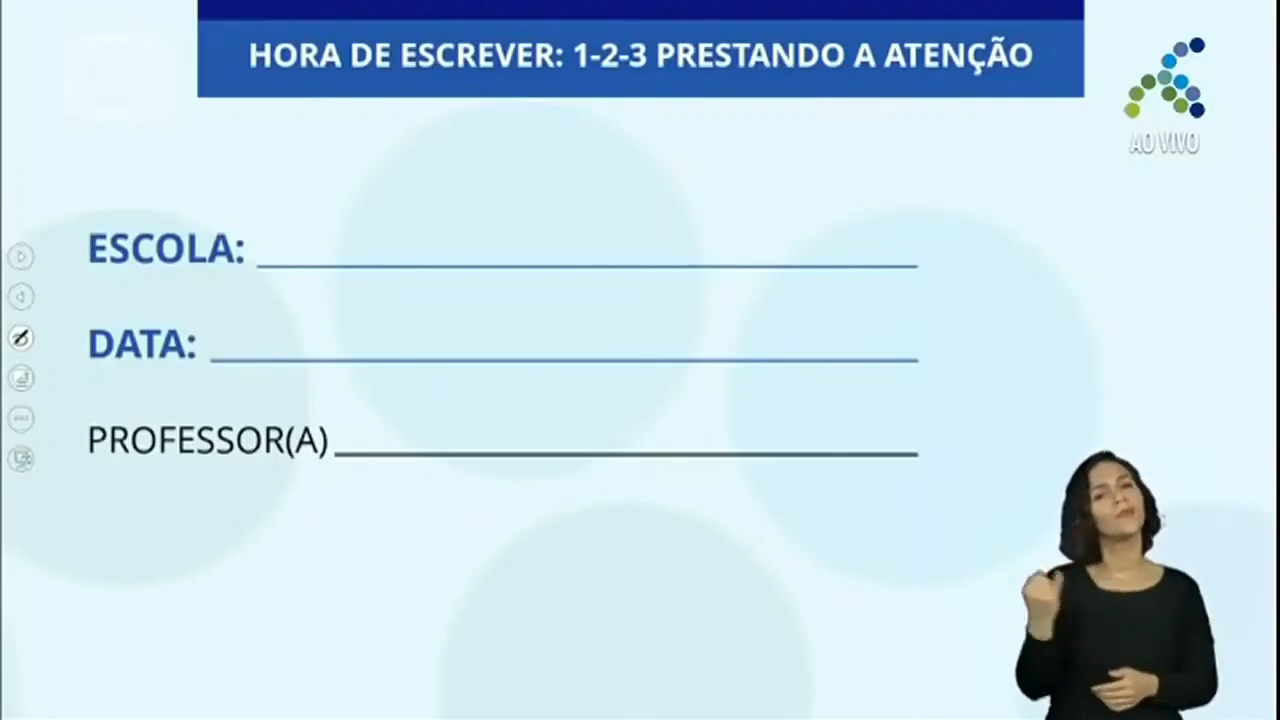 HORA DE ESCREVER: 1-2-3 PRESTANDO A ATENÇÃO
AO VIVO
ESCOLA:
DATA:
PROFESSOR(A)